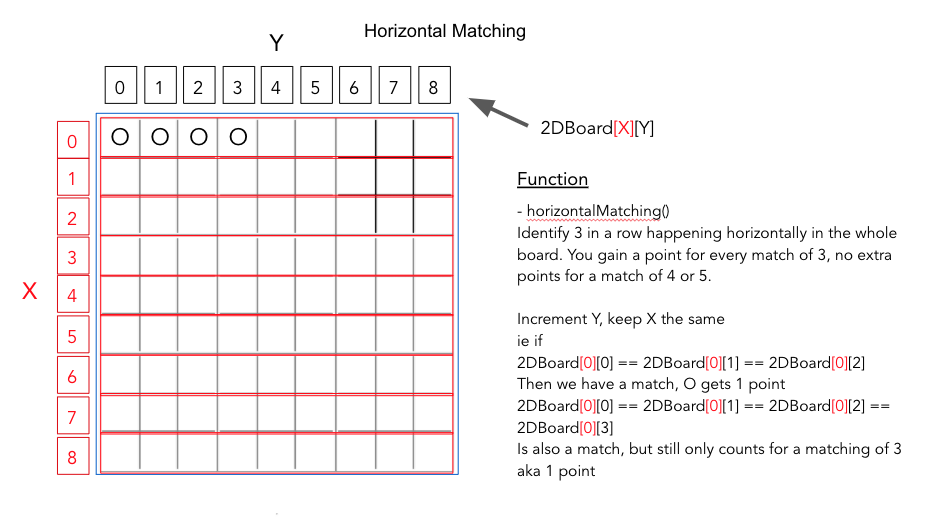 Horizontal Matching
Y
0 1 2 3 4 5 6 7 8
2DBoard[X][Y]
0 O O O O
1
2
3
4
5
6
7
8
X
Function
- horizontalMatching()
Identify 3 in a row happening horizontally in the whole
board. You gain a point for every match of 3, no extra
points for a match of 4 or 5.
Increment Y, keep X the same
ie if
2DBoard[0][0] == 2DBoard[0][1] == 2DBoard[0][2]
Then we have a match, O gets 1 point
2DBoard[0][0] == 2DBoard[0][1] == 2DBoard[0][2] ==
2DBoard[0][3]
Is also a match, but still only counts for a matching of 3
aka 1 point